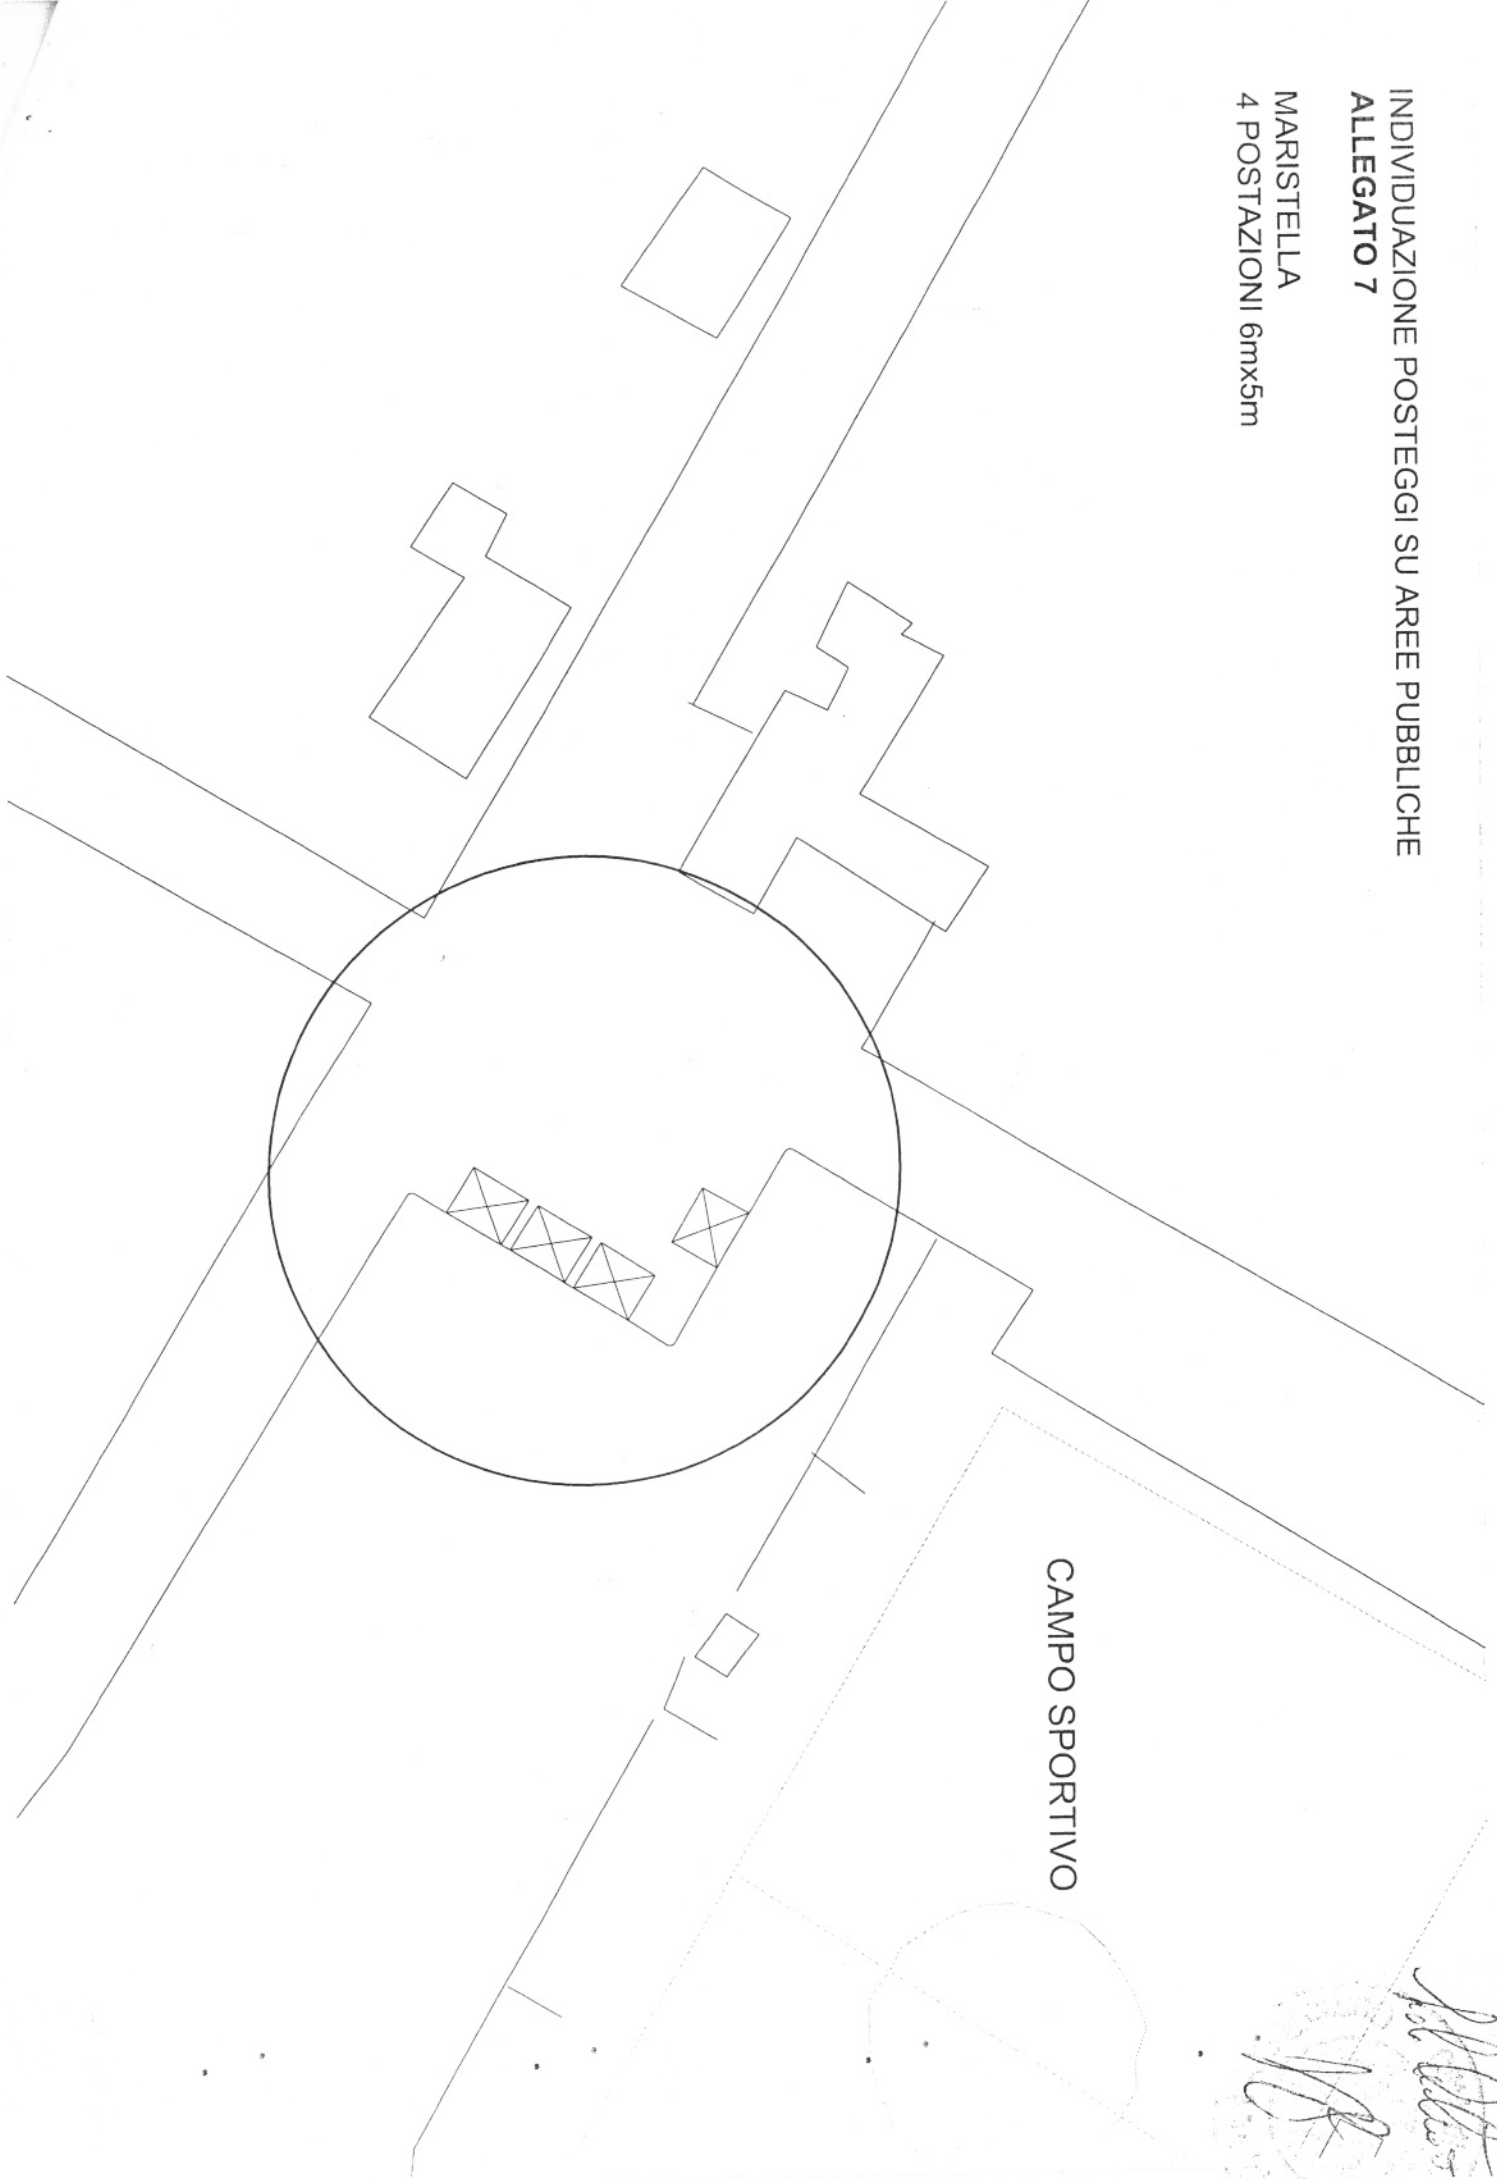 INDIVIDUAZIONE POSTEGGI SU AREE PUBBLICHE
ALLEGATO 7
MARISTELLA
4 POSTAZIONI 6mx5m
CAMPO SPORTIVO